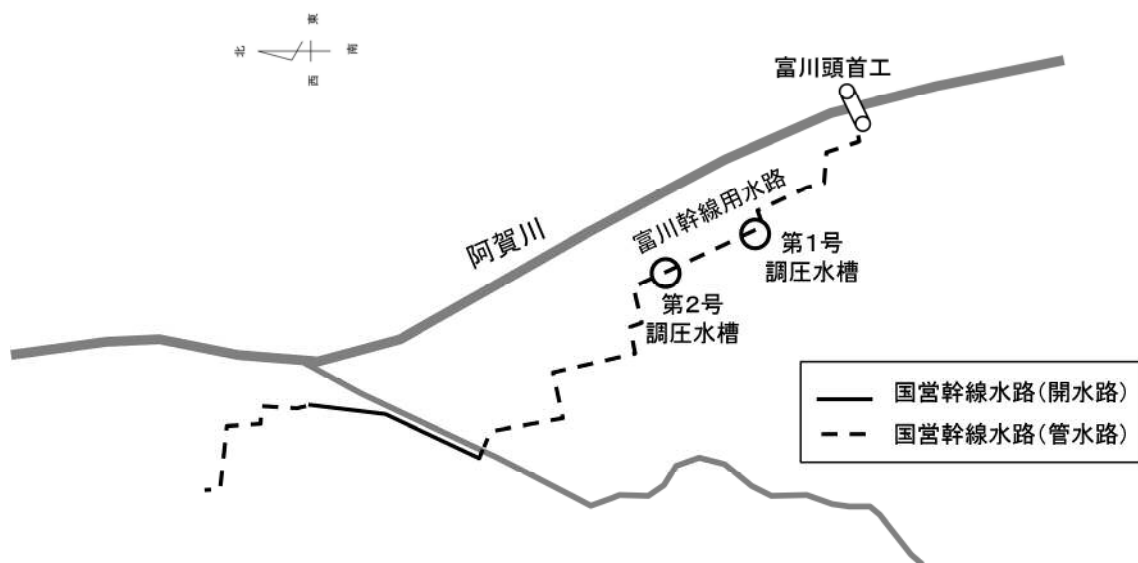 東
北
南
西
富川頭首工
富川幹線用水路
阿賀川
第1号
調圧水槽
第2号
調圧水槽
国営幹線水路(開水路)
国営幹線水路(管水路)